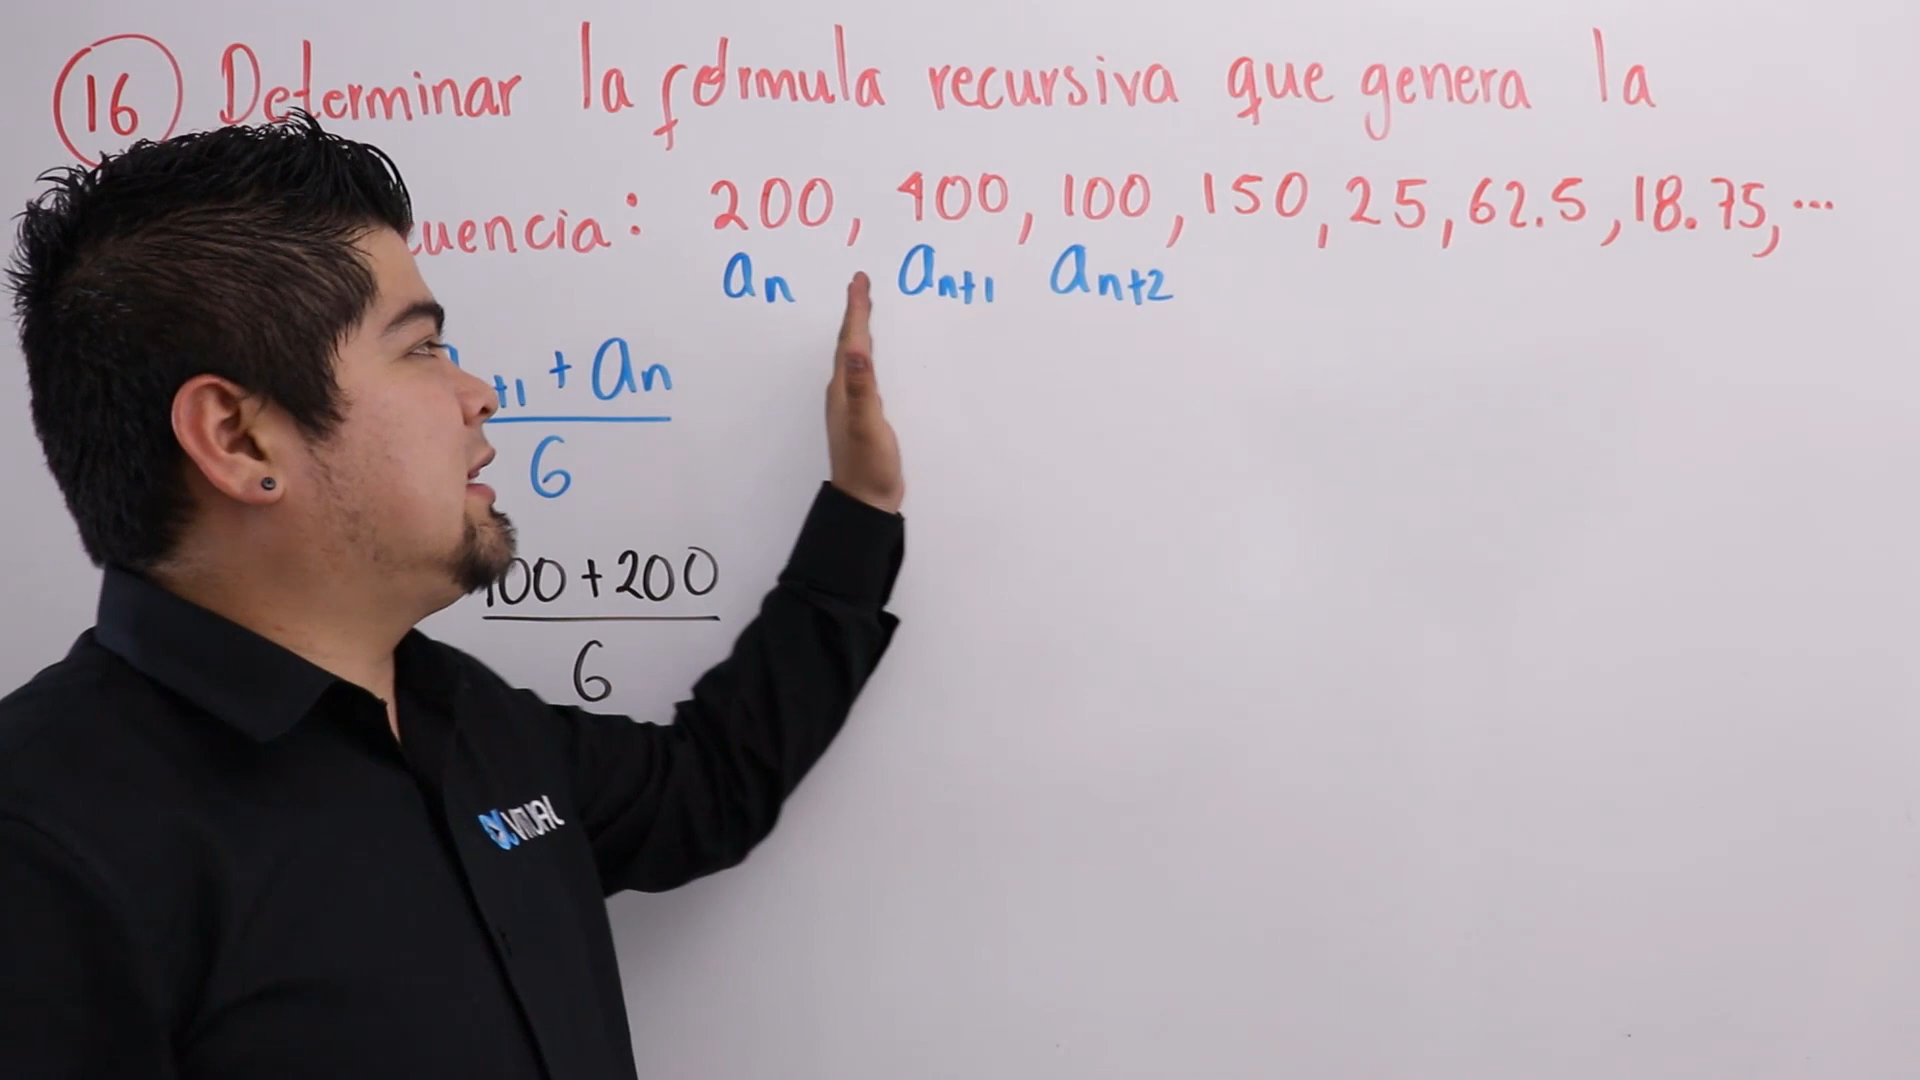 16 Determinar la fórmula recursiva que genera la
cuencia: 200, 400, 100, 150, 25, 62.5, 18.75, ...
an an+1 an+2
+1 + an
6
00 + 200
6